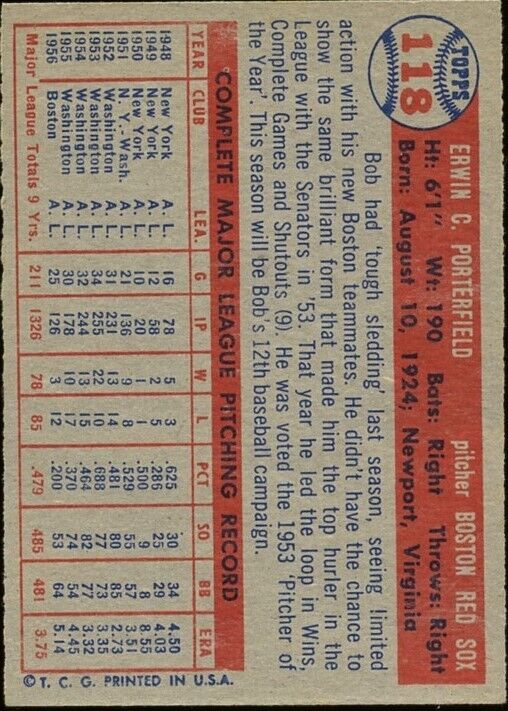 TOPPS
118
ERWIN C. PORTERFIELD pitcher BOSTON RED SOX
Ht: 6'1" Wt: 190 Bats: Right Throws: Right
Born: August 10, 1924; Newport, Virginia
Bob had 'tough sledding' last season, seeing limited
action with his new Boston teammates. He didn't have the chance to
show the same brilliant form that made him the top hurler in the
League with the Senators in '53. That year he led the loop in Wins,
Complete Games and Shutouts (9). He was voted the 1953 'Pitcher of
the Year'. This season will be Bob's 12th baseball campaign.
COMPLETE MAJOR LEAGUE PITCHING RECORD
YEAR CLUB LEA. G IP W L PCT SO BB ERA
1948 New York A. L. 16 78 5 3 .625 30 34 4.50
1949 New York A. L. 12 58 2 5 .286 25 29 4.03
1950 New York A. L. 10 20 1 1 .500 9 8 8.55
1951 N. Y.-Wash. A. L. 21 136 9 8 .529 55 57
1952 Washington A. L. 31 231 13 14 .481 80 85 2.73
1953 Washington A. L. 34 255 22 10 .688 77 73 3.35
1954 Washington A. L. 32 244 13 15 .464 82 77 3.32
1955 Washington A. L. 30 178 10 17 .370 74 54 4.45
1956 Boston A. L. 25 126 3 12 .200 53 64 5.14
Major League Totals 9 Yrs. 211 1326 78 85 .479 485 481 3.75
© T. C. G. PRINTED IN U.S.A.